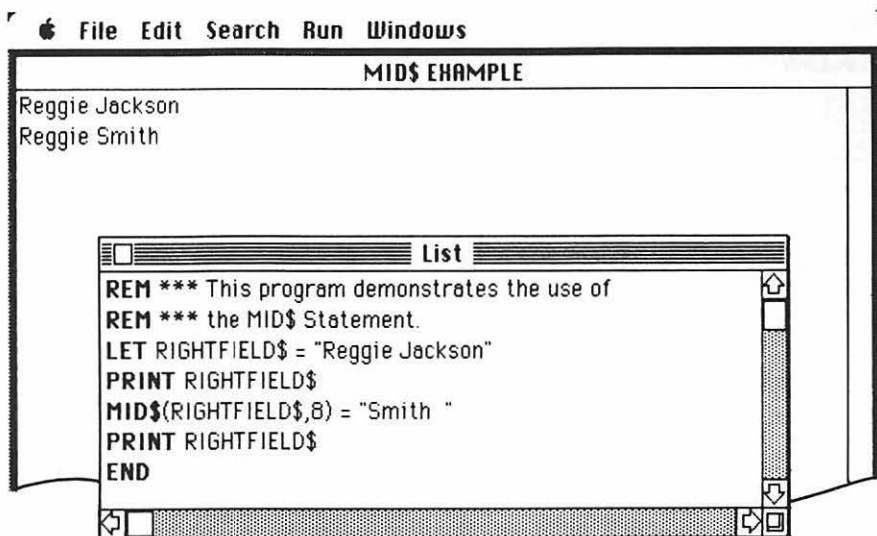 File Edit Search Run Windows
MID$ EXAMPLE
Reggie Jackson
Reggie Smith
List
REM *** This program demonstrates the use of
REM *** the MID$ Statement.
LET RIGHTFIELD$ = "Reggie Jackson"
PRINT RIGHTFIELD$
MID$(RIGHTFIELD$,8) = "Smith  "
PRINT RIGHTFIELD$
END